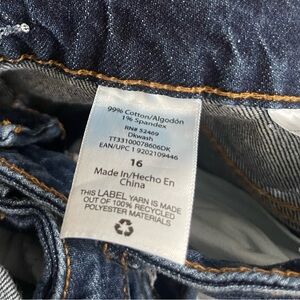 99% Cotton/Algodón
1% Spandex
RN# 52469
Dkwash
TT33100078606DK
EAN/UPC 1 9202109446
16
Made In/Hecho En
China
THIS LABEL YARN IS MADE
OUT OF 100% RECYCLED
POLYESTER MATERIALS